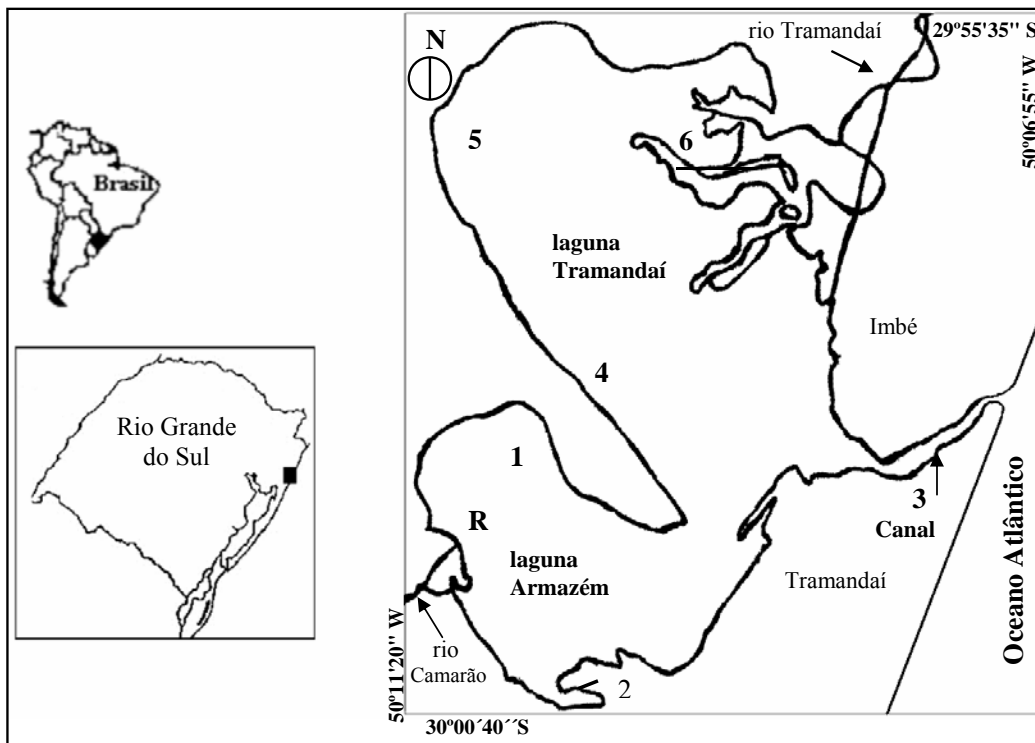 Brasil
Rio Grande
do Sul
N
rio Tramandaí
29º55'35'' S
50º06'55'' W
5
6
laguna
Tramandaí
Imbé
4
1
R
laguna
Armazém
3
Canal
Tramandaí
Oceano Atlântico
rio
Camarão
2
50º11'20'' W
30º00´40´´S